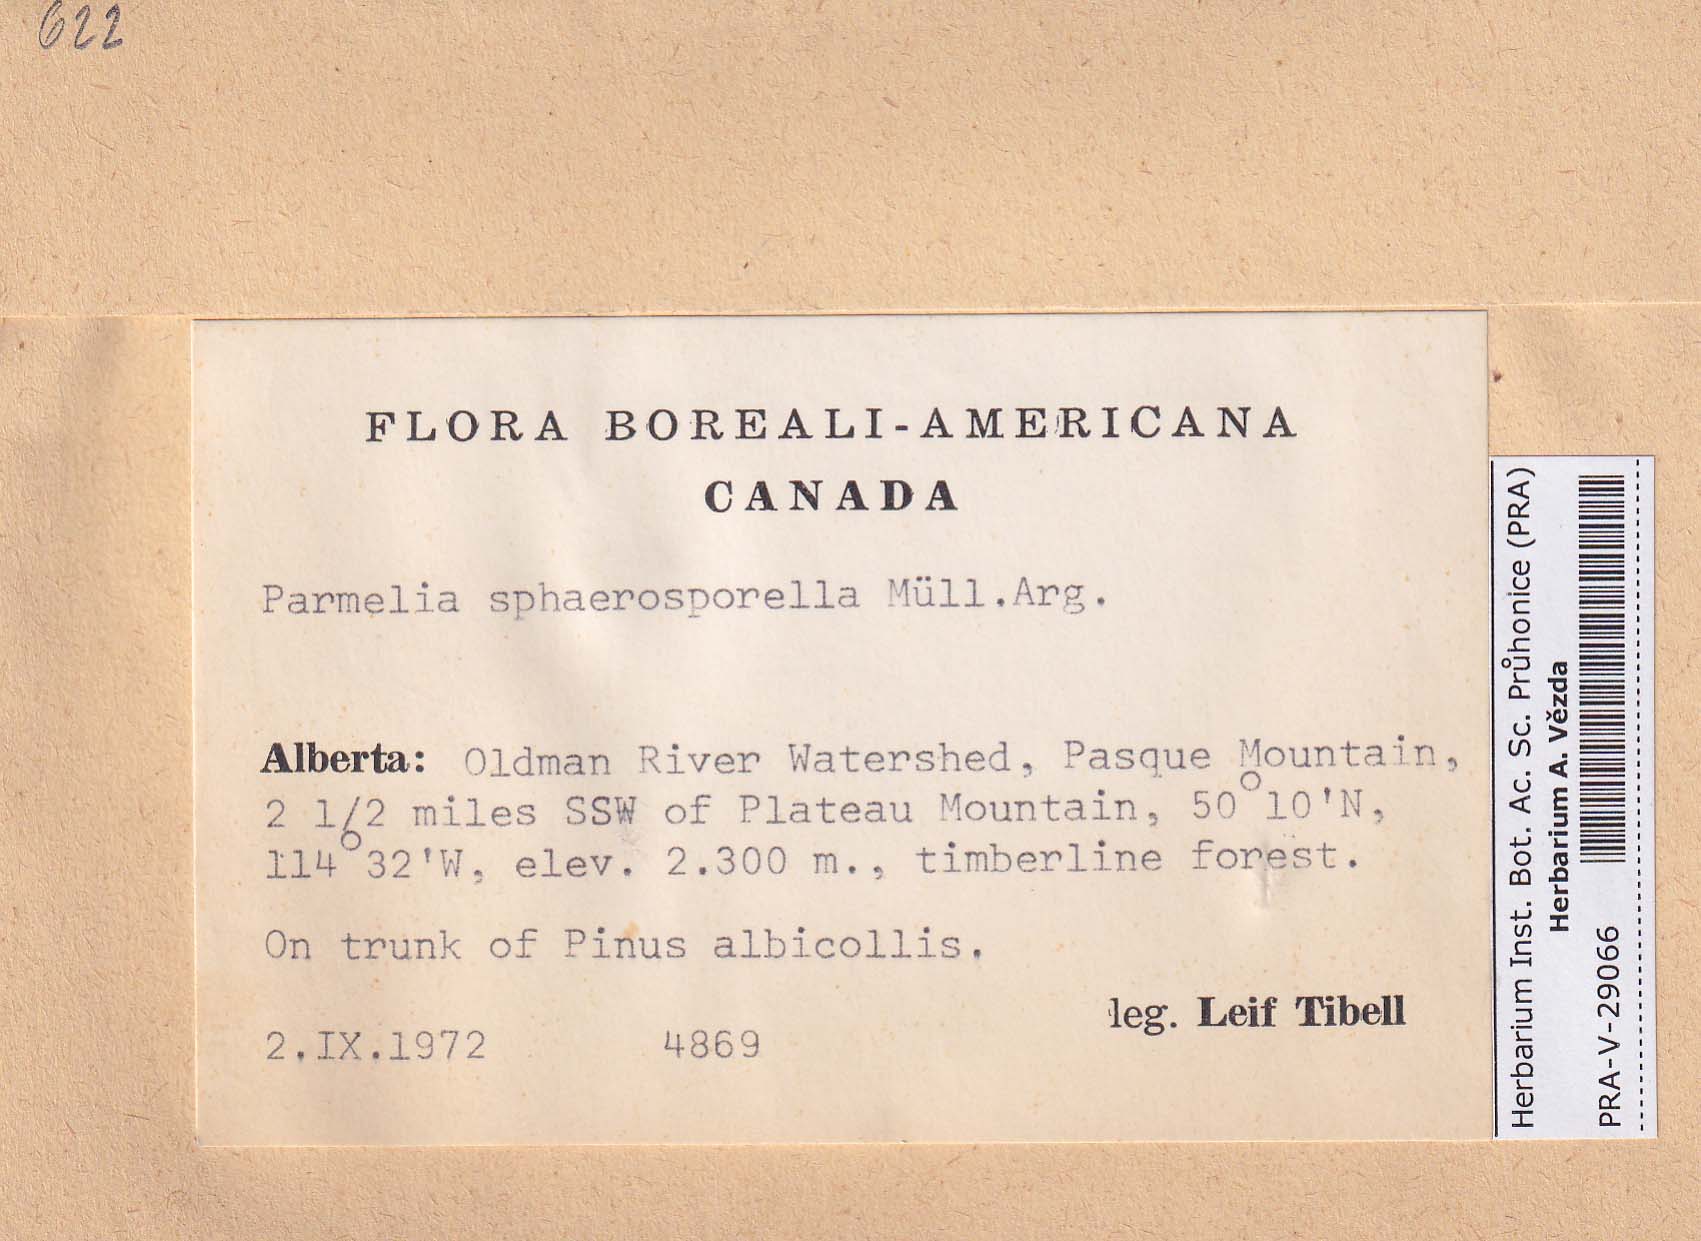 622
FLORA BOREALI-AMERICANA
CANADA
Parmelia sphaerosporella Müll.Arg.
Alberta: Oldman River Watershed, Pasque Mountain,
2 1/2 miles SSW of Plateau Mountain, 50°10'N,
114°32'W, elev. 2.300 m., timberline forest.
On trunk of Pinus albicollis.
leg. Leif Tibell
2.IX.1972 4869
Herbarium Inst. Bot. Ac. Sc. Průhonice (PRA)
Herbarium A. Vězda
PRA-V-29066